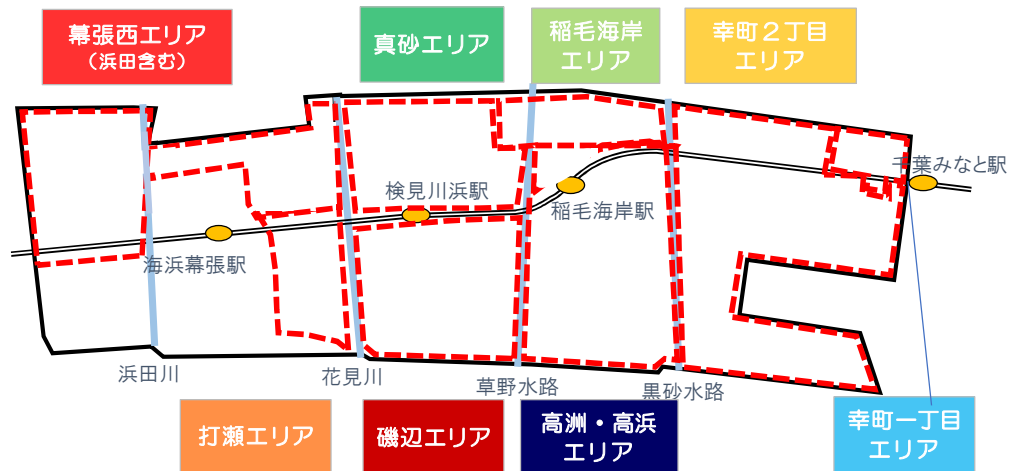 幕張西エリア
（浜田含む）
真砂エリア
稲毛海岸
エリア
幸町２丁目
エリア
千葉みなと駅
検見川浜駅
稲毛海岸駅
海浜幕張駅
浜田川
花見川
草野水路
黒砂水路
打瀬エリア
磯辺エリア
高洲・高浜
エリア
幸町一丁目
エリア